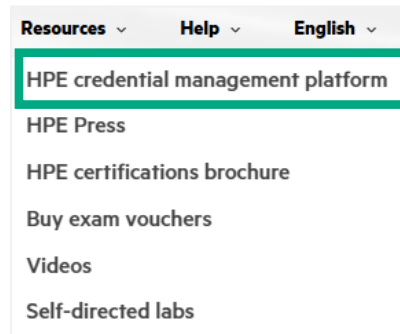 Resources Help English
HPE credential management platform
HPE Press
HPE certifications brochure
Buy exam vouchers
Videos
Self-directed labs